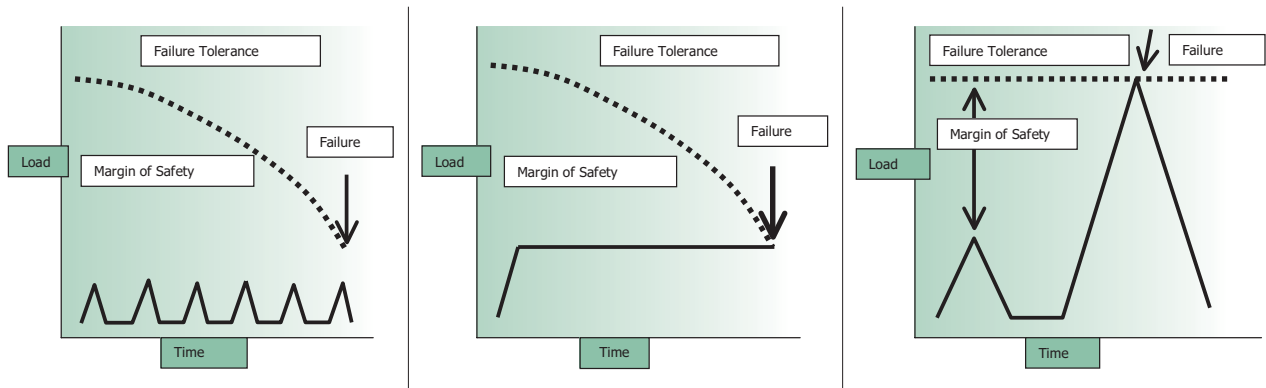 Failure Tolerance
Failure
Load
Margin of Safety
Time
Failure Tolerance
Failure
Load
Margin of Safety
Time
Failure Tolerance
Failure
Margin of Safety
Load
Time